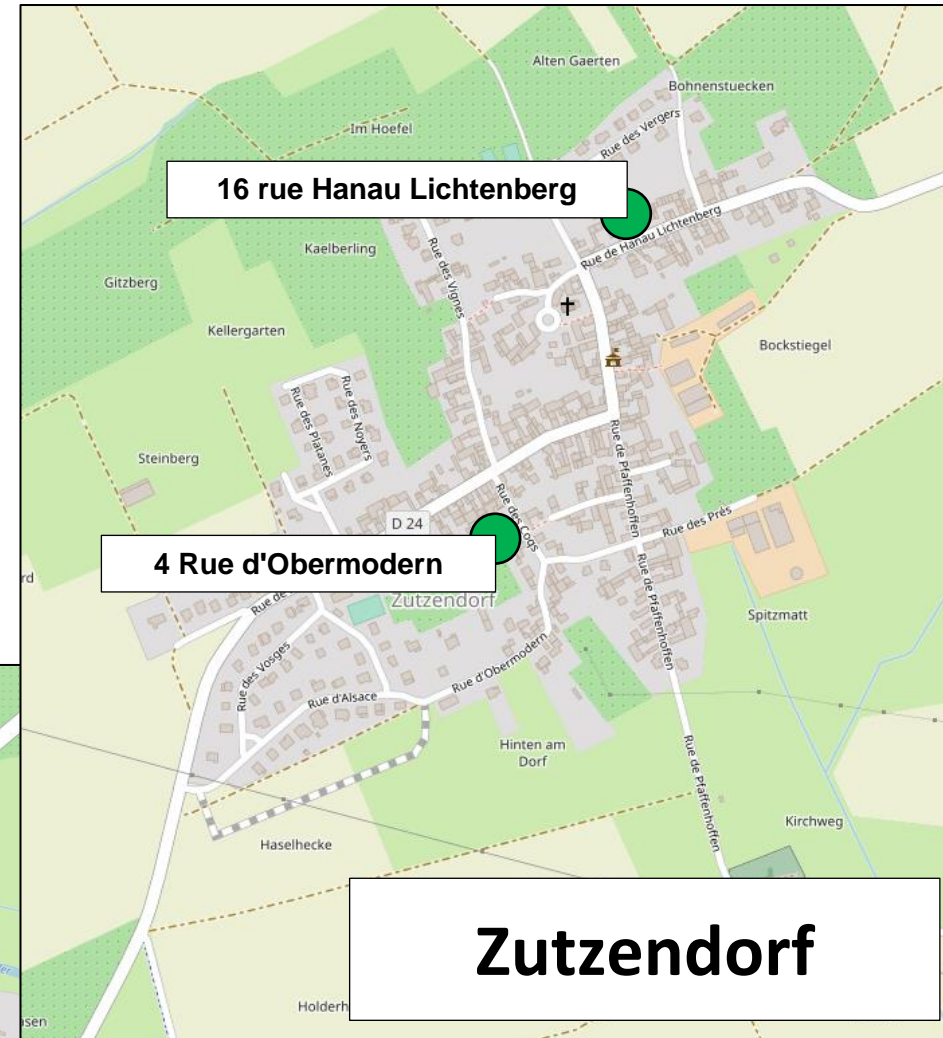 Alten Gaerten
Bohnenstuecken
Im Hoefel
Rue des Vergers
16 rue Hanau Lichtenberg
Rue de Hanau Lichtenberg
Kaelberling
Rue des Vignes
Gitzberg
Kellergarten
Bockstiegel
Rue des Noyers
Rue des Platanes
Rue de Pfaffenhoffen
Steinberg
Rue des Coqs
D 24
Rue des Prés
4 Rue d'Obermodern
Rue de
Zutzendorf
Rue de Pfaffenhoffen
Spitzmatt
Rue des Vosges
Rue d'Obermodern
Rue d'Alsace
Hinten am
Dorf
Rue de Pfaffenhoffen
Kirchweg
Haselhecke
Zutzendorf